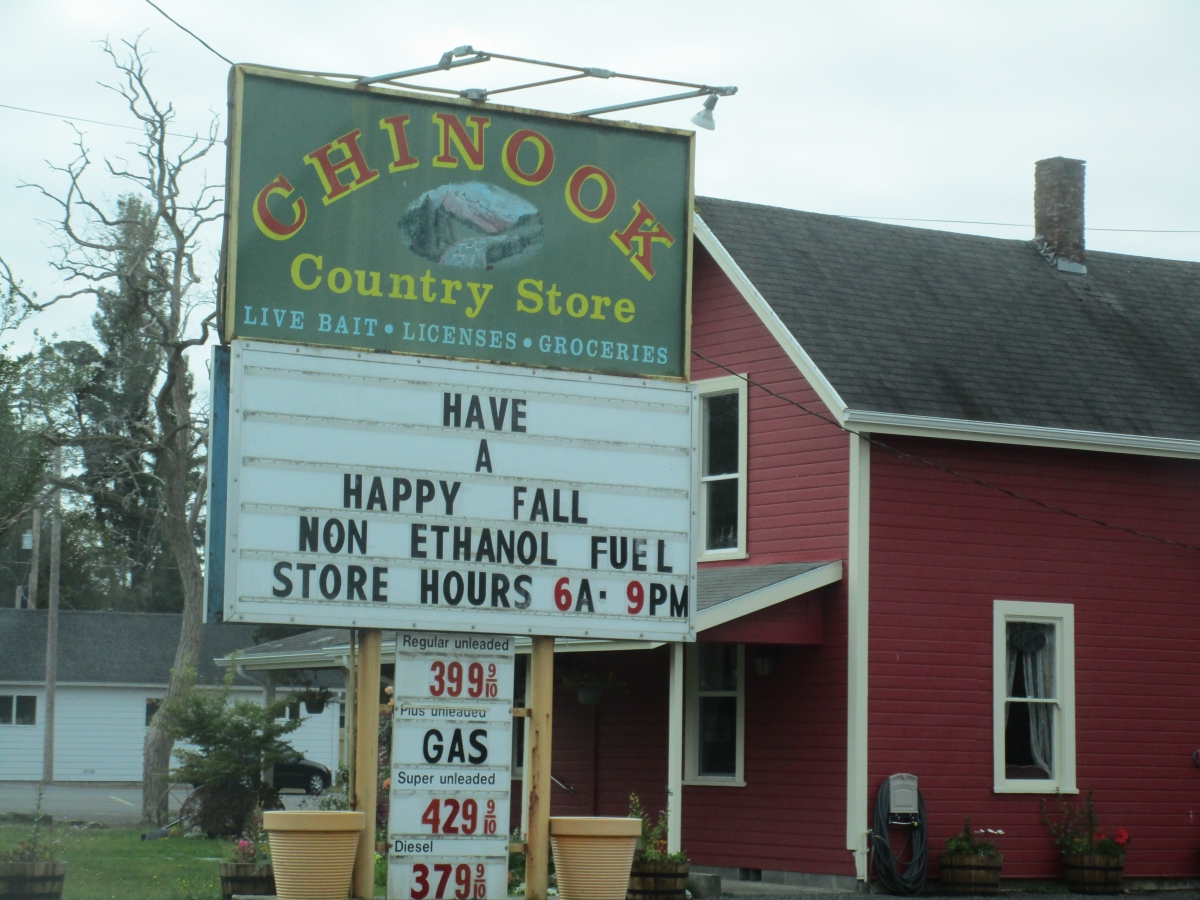 CHINOOK
Country Store
LIVE BAIT • LICENSES • GROCERIES
HAVE
A
HAPPY FALL
NON ETHANOL FUEL
STORE HOURS 6A· 9PM
Regular unleaded
399 9/10
Plus unleaded
GAS
Super unleaded
429 9/10
Diesel
379 9/10